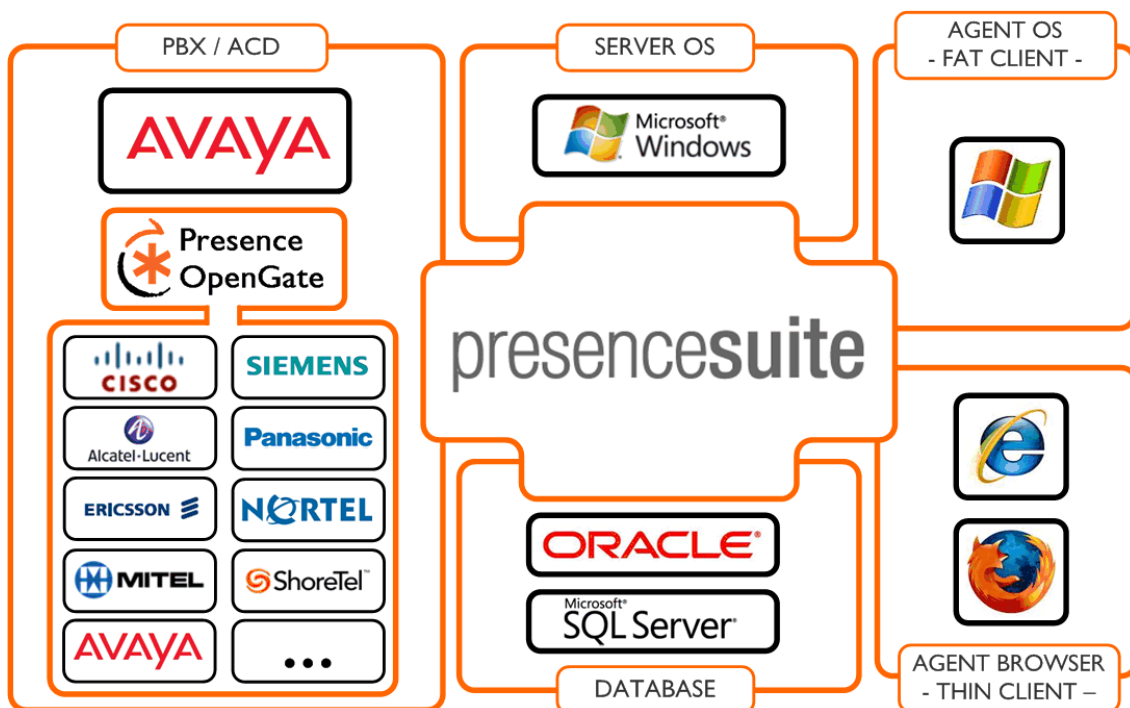 PBX / ACD
AVAYA
Presence
OpenGate
CISCO
SIEMENS
Alcatel·Lucent
Panasonic
ERICSSON
NORTEL
MITEL
ShoreTel™
AVAYA
...
SERVER OS
Microsoft®
Windows
presencesuite
ORACLE®
Microsoft®
SQL Server®
DATABASE
AGENT OS
- FAT CLIENT -
AGENT BROWSER
- THIN CLIENT –